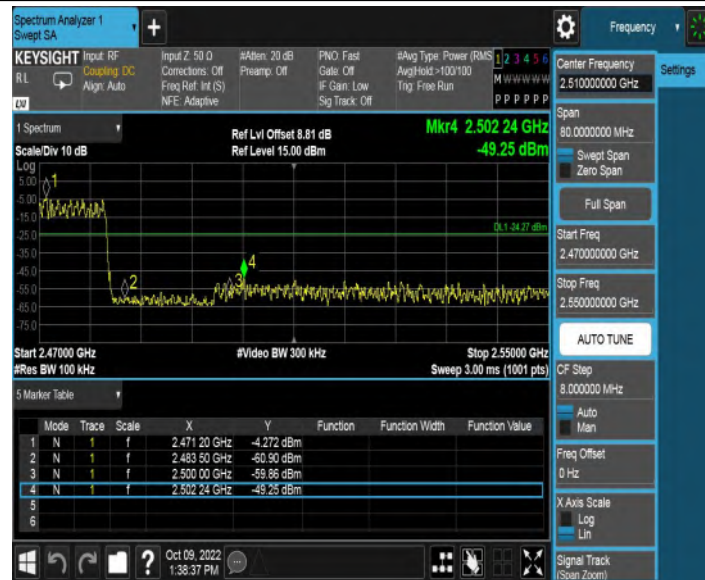 Spectrum Analyzer 1
Swept SA
+
Frequency
KEYSIGHT
R L
LXI
Input: RF
Coupling: DC
Align: Auto
Input Z: 50 Ω
Corrections: Off
Freq Ref: Int (S)
NFE: Adaptive
#Atten: 20 dB
Preamp: Off
PNO: Fast
Gate: Off
IF Gain: Low
Sig Track: Off
#Avg Type: Power (RMS
Avg|Hold:>100/100
Trig: Free Run
1 2 3 4 5 6
M W W W W W
P P P P P P
1 Spectrum
Scale/Div 10 dB
Ref Lvl Offset 8.81 dB
Ref Level 15.00 dBm
Mkr4 2.502 24 GHz
-49.25 dBm
Log
5.00
-5.00
-15.0
-25.0
-35.0
-45.0
-55.0
-65.0
-75.0
1
2
3
4
DL1 -24.27 dBm
Start 2.47000 GHz
#Res BW 100 kHz
#Video BW 300 kHz
Stop 2.55000 GHz
Sweep 3.00 ms (1001 pts)
5 Marker Table
Mode Trace Scale X Y Function Function Width Function Value
1 N 1 f 2.471 20 GHz -4.272 dBm
2 N 1 f 2.483 50 GHz -60.90 dBm
3 N 1 f 2.500 00 GHz -59.86 dBm
4 N 1 f 2.502 24 GHz -49.25 dBm
5
6
?
Oct 09, 2022
1:38:37 PM
Center Frequency
2.510000000 GHz
Settings
Span
80.0000000 MHz
Swept Span
Zero Span
Full Span
Start Freq
2.470000000 GHz
Stop Freq
2.550000000 GHz
AUTO TUNE
CF Step
8.000000 MHz
Auto
Man
Freq Offset
0 Hz
X Axis Scale
Log
Lin
Signal Track
(Span Zoom)